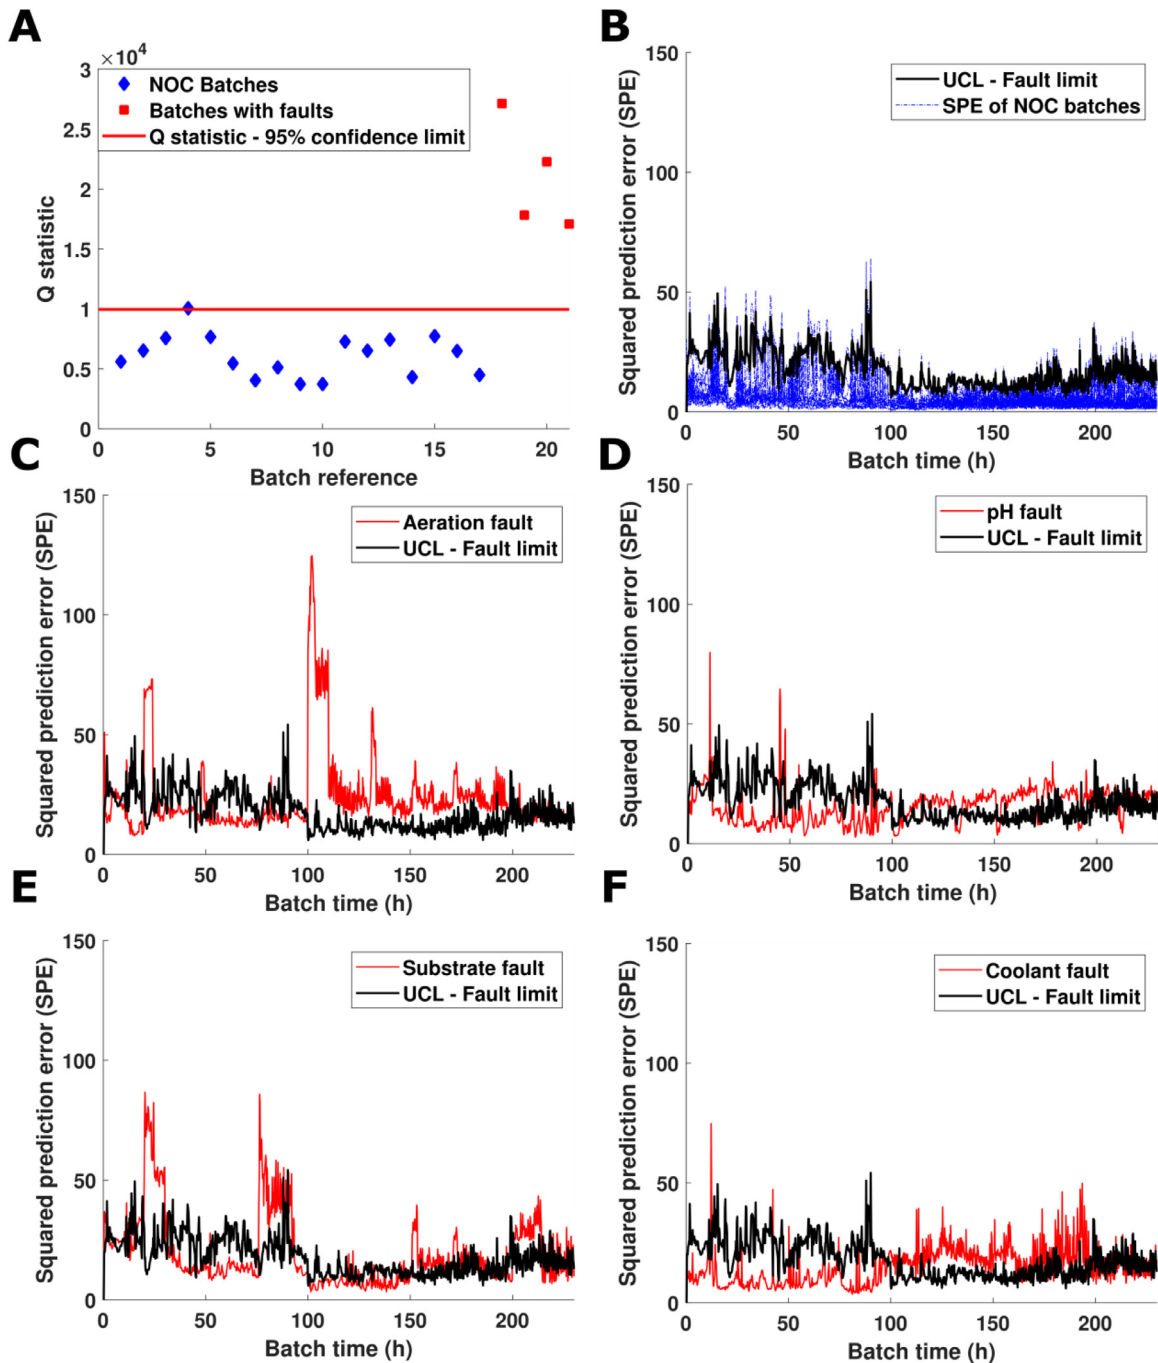 A
×10⁴
3
2.5
2
1.5
1
0.5
0
NOC Batches
Batches with faults
Q statistic - 95% confidence limit
Q statistic
0 5 10 15 20
Batch reference
B
150
100
50
0
UCL - Fault limit
SPE of NOC batches
Squared prediction error (SPE)
0 50 100 150 200
Batch time (h)
C
150
100
50
0
Aeration fault
UCL - Fault limit
Squared prediction error (SPE)
0 50 100 150 200
Batch time (h)
D
150
100
50
0
pH fault
UCL - Fault limit
Squared prediction error (SPE)
0 50 100 150 200
Batch time (h)
E
150
100
50
0
Substrate fault
UCL - Fault limit
Squared prediction error (SPE)
0 50 100 150 200
Batch time (h)
F
150
100
50
0
Coolant fault
UCL - Fault limit
Squared prediction error (SPE)
0 50 100 150 200
Batch time (h)